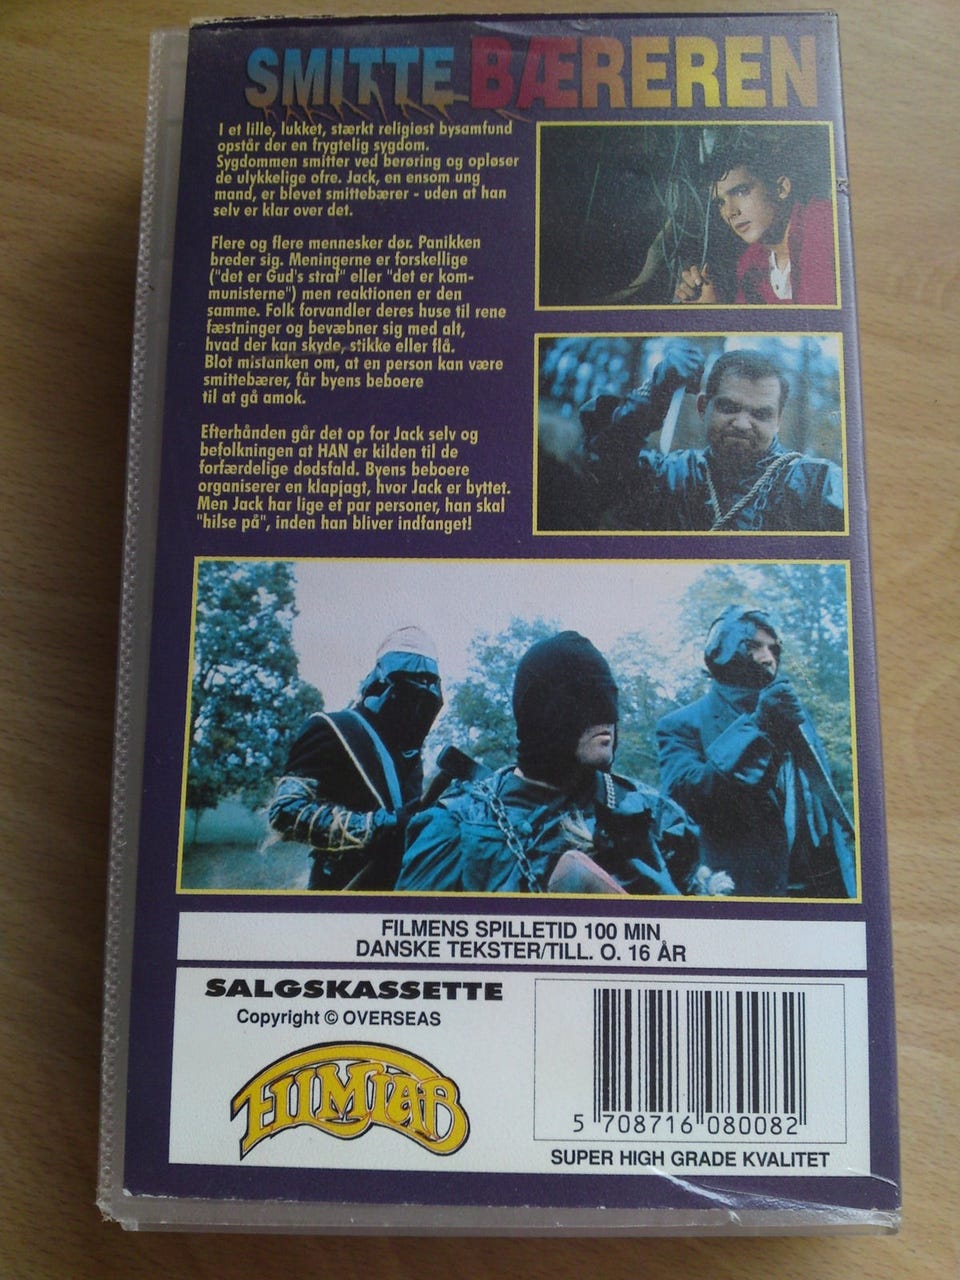 SMITTE BÆREREN
I et lille, lukket, stærkt religiøst bysamfund
opstår der en frygtelig sygdom.
Sygdommen smitter ved berøring og opløser
de ulykkelige ofre. Jack, en ensom ung
mand, er blevet smittebærer - uden at han
selv er klar over det.
Flere og flere mennesker dør. Panikken
breder sig. Meningerne er forskellige
("det er Gud's straf" eller "det er kom-
munisterne") men reaktionen er den
samme. Folk forvandler deres huse til rene
fæstninger og bevæbner sig med alt,
hvad der kan skyde, stikke eller flå.
Blot mistanken om, at en person kan være
smittebærer, får byens beboere
til at gå amok.
Efterhånden går det op for Jack selv og
befolkningen at HAN er kilden til de
forfærdelige dødsfald. Byens beboere
organiserer en klapjagt, hvor Jack er byttet.
Men Jack har lige et par personer, han skal
"hilse på", inden han bliver indfanget!
FILMENS SPILLETID 100 MIN
DANSKE TEKSTER/TILL. O. 16 ÅR
SALGSKASSETTE
Copyright © OVERSEAS
FILMLAB
5 708716 080082
SUPER HIGH GRADE KVALITET